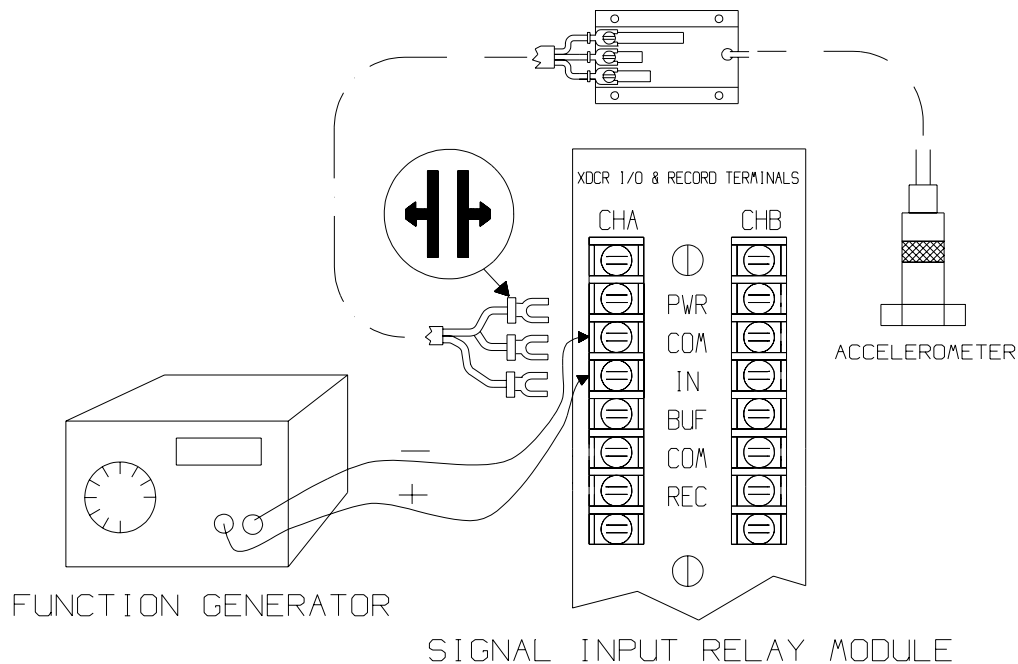 XDCR I/O & RECORD TERMINALS
CHA CHB
PWR
COM
IN
BUF
COM
REC
ACCELEROMETER
−
+
FUNCTION GENERATOR
SIGNAL INPUT RELAY MODULE